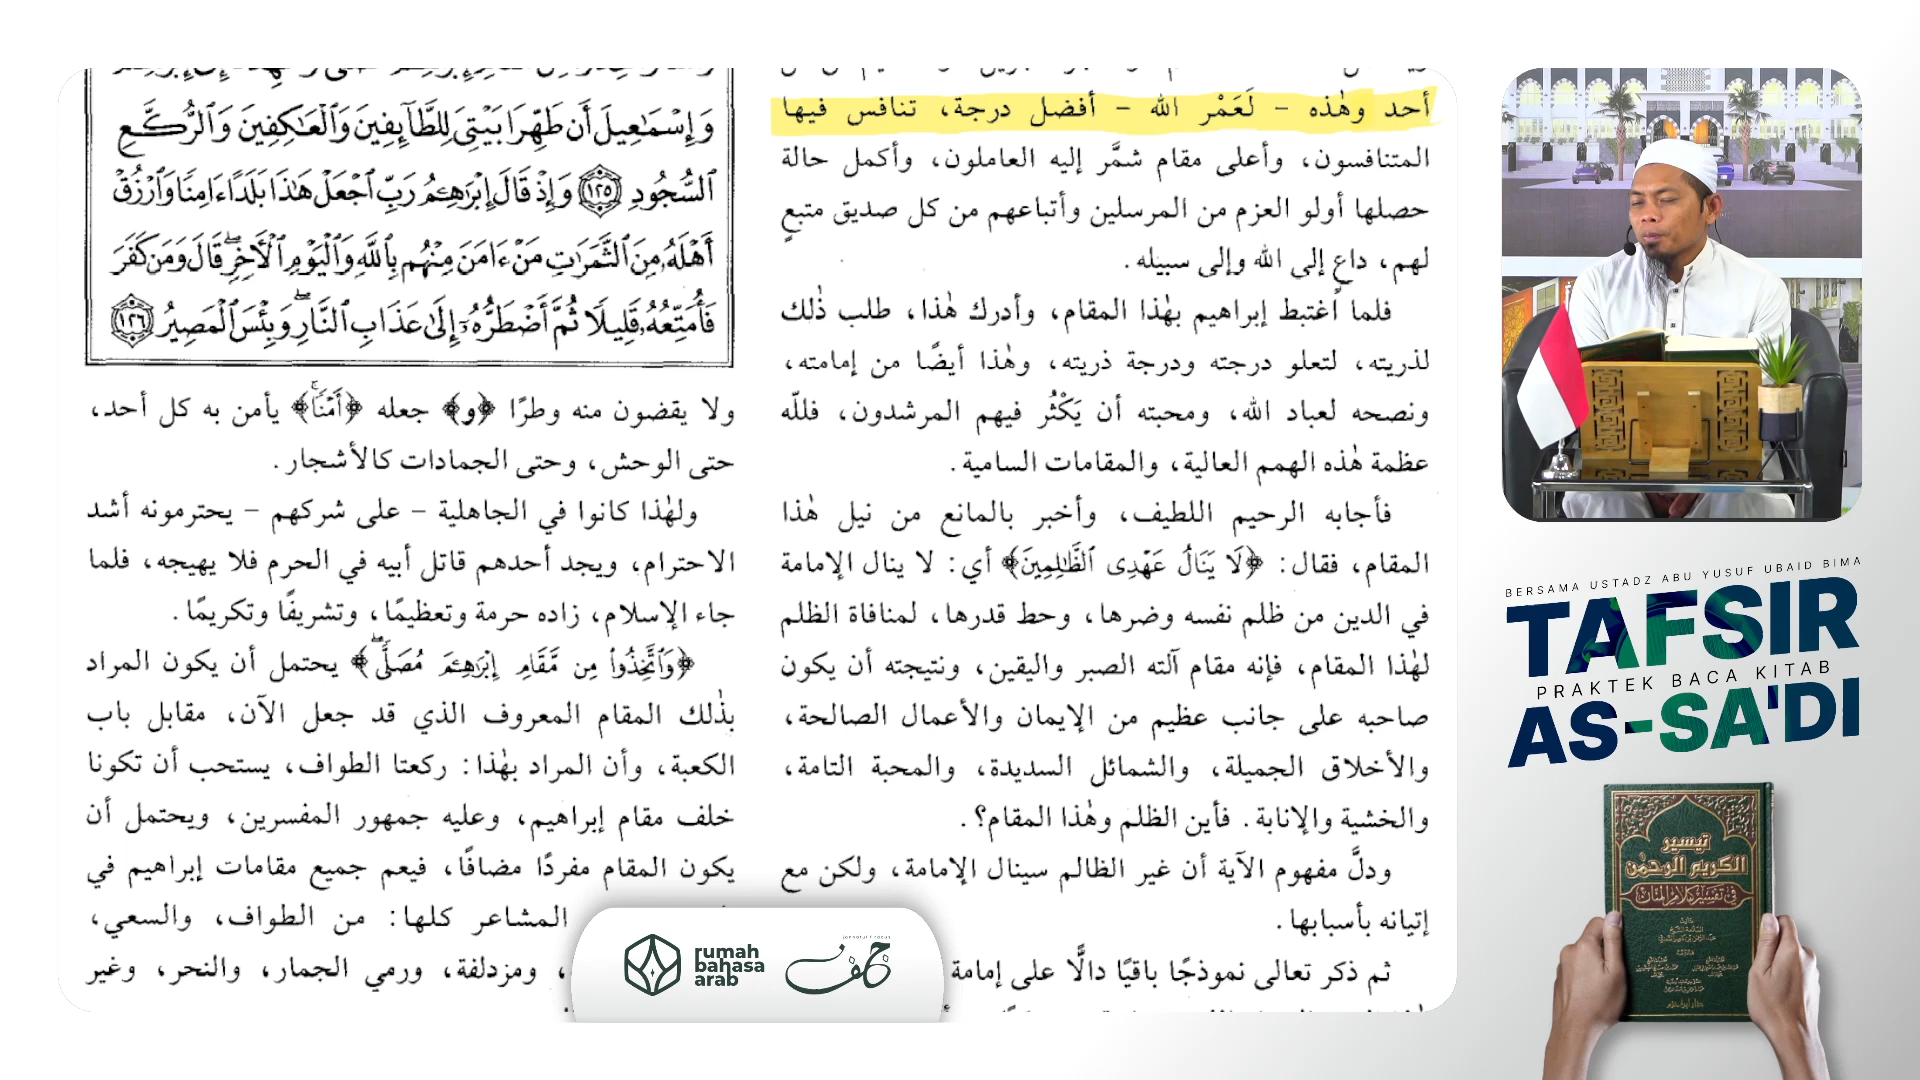 أحد وهٰذه – لَعَمْر الله – أفضل درجة، تنافس فيها
المتنافسون، وأعلى مقام شمَّر إليه العاملون، وأكمل حالة
حصلها أولو العزم من المرسلين وأتباعهم من كل صديق متبعٍ
لهم، داعٍ إلى الله وإلى سبيله.
فلما اغتبط إبراهيم بهٰذا المقام، وأدرك هٰذا، طلب ذٰلك
لذريته، لتعلو درجته ودرجة ذريته، وهٰذا أيضًا من إمامته،
ونصحه لعباد الله، ومحبته أن يَكْثُر فيهم المرشدون، فللّه
عظمة هٰذه الهمم العالية، والمقامات السامية.
فأجابه الرحيم اللطيف، وأخبر بالمانع من نيل هٰذا
المقام، فقال: ﴿لَا يَنَالُ عَهْدِى ٱلظَّٰلِمِينَ﴾ أي: لا ينال الإمامة
في الدين من ظلم نفسه وضرها، وحط قدرها، لمنافاة الظلم
لهٰذا المقام، فإنه مقام آلته الصبر واليقين، ونتيجته أن يكون
صاحبه على جانب عظيم من الإيمان والأعمال الصالحة،
والأخلاق الجميلة، والشمائل السديدة، والمحبة التامة،
والخشية والإنابة. فأين الظلم وهٰذا المقام؟.
ودلَّ مفهوم الآية أن غير الظالم سينال الإمامة، ولكن مع
إتيانه بأسبابها.
ثم ذكر تعالى نموذجًا باقيًا دالًّا على إمامة
وَإِسْمَٰعِيلَ أَن طَهِّرَا بَيْتِىَ لِلطَّآئِفِينَ وَٱلْعَٰكِفِينَ وَٱلرُّكَّعِ
ٱلسُّجُودِ ١٢٥ وَإِذْ قَالَ إِبْرَٰهِۦمُ رَبِّ ٱجْعَلْ هَٰذَا بَلَدًا ءَامِنًا وَٱرْزُقْ
أَهْلَهُۥ مِنَ ٱلثَّمَرَٰتِ مَنْ ءَامَنَ مِنْهُم بِٱللَّهِ وَٱلْيَوْمِ ٱلْأَخِرِ ۖ قَالَ وَمَن كَفَرَ
فَأُمَتِّعُهُۥ قَلِيلًا ثُمَّ أَضْطَرُّهُۥٓ إِلَىٰ عَذَابِ ٱلنَّارِ ۖ وَبِئْسَ ٱلْمَصِيرُ ١٢٦
ولا يقضون منه وطرًا ﴿و﴾ جعله ﴿أَمْنًا﴾ يأمن به كل أحد،
حتى الوحش، وحتى الجمادات كالأشجار.
ولهٰذا كانوا في الجاهلية – على شركهم – يحترمونه أشد
الاحترام، ويجد أحدهم قاتل أبيه في الحرم فلا يهيجه، فلما
جاء الإسلام، زاده حرمة وتعظيمًا، وتشريفًا وتكريمًا.
﴿وَٱتَّخِذُوا۟ مِن مَّقَامِ إِبْرَٰهِۦمَ مُصَلًّى ۖ﴾ يحتمل أن يكون المراد
بذٰلك المقام المعروف الذي قد جعل الآن، مقابل باب
الكعبة، وأن المراد بهٰذا: ركعتا الطواف، يستحب أن تكونا
خلف مقام إبراهيم، وعليه جمهور المفسرين، ويحتمل أن
يكون المقام مفردًا مضافًا، فيعم جميع مقامات إبراهيم في
المشاعر كلها: من الطواف، والسعي،
، ومزدلفة، ورمي الجمار، والنحر، وغير
rumah
bahasa
arab
BERSAMA USTADZ ABU YUSUF UBAID BIMA
TAFSIR
PRAKTEK BACA KITAB
AS-SA'DI
تيسير
الكريم الرحمن
في تفسير كلام المنان